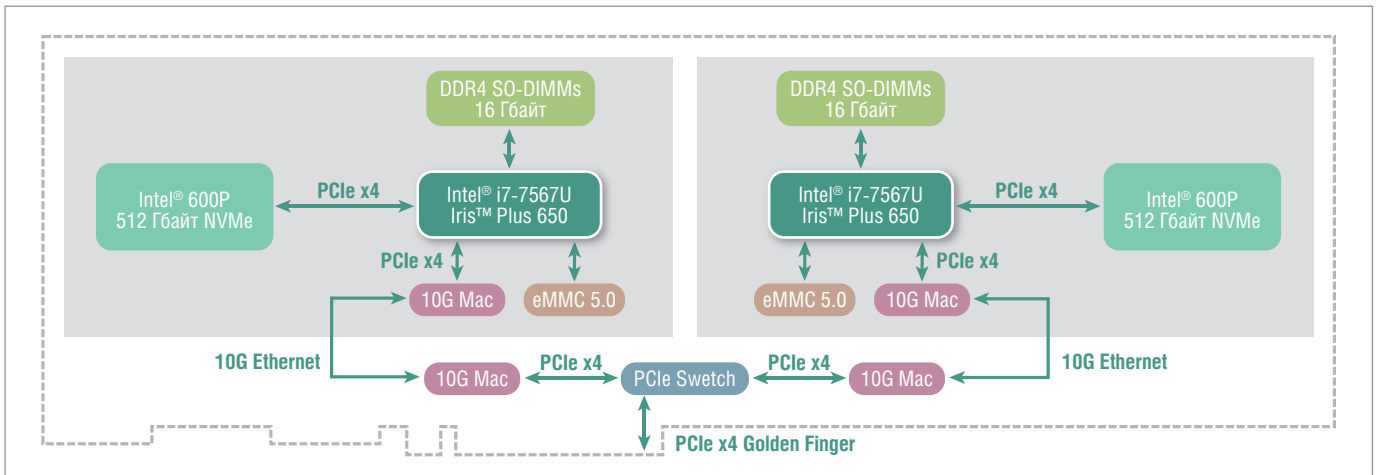 DDR4 SO-DIMMs
16 Гбайт
DDR4 SO-DIMMs
16 Гбайт
Intel® 600P
512 Гбайт NVMe
PCIe x4
Intel® i7-7567U
Iris™ Plus 650
Intel® i7-7567U
Iris™ Plus 650
PCIe x4
Intel® 600P
512 Гбайт NVMe
PCIe x4
PCIe x4
10G Mac
eMMC 5.0
eMMC 5.0
10G Mac
10G Ethernet
10G Ethernet
10G Mac
PCIe x4
PCIe Swetch
PCIe x4
10G Mac
PCIe x4 Golden Finger